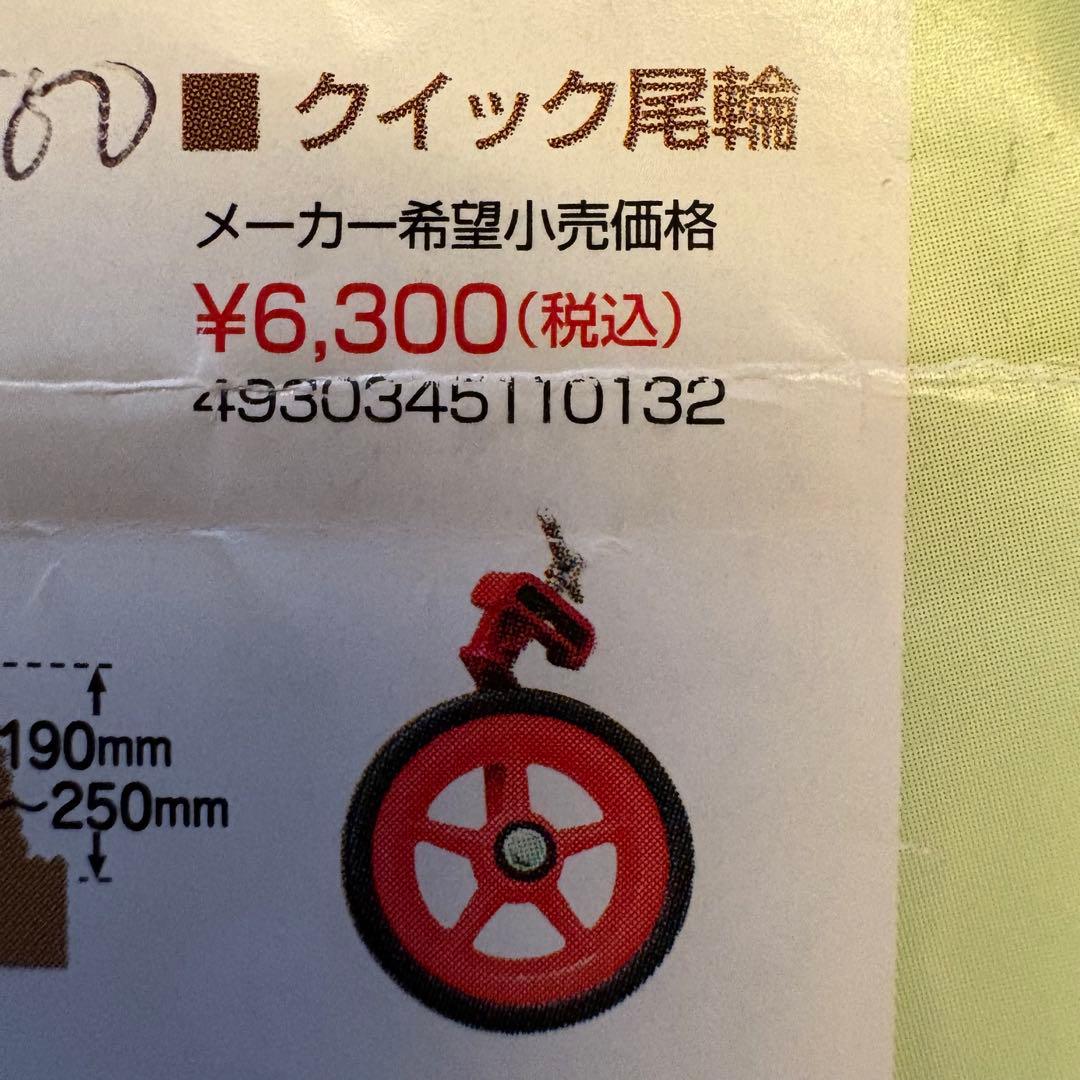 ■ クイック尾輪
メーカー希望小売価格
¥6,300(税込)
4930345110132
190mm
～250mm